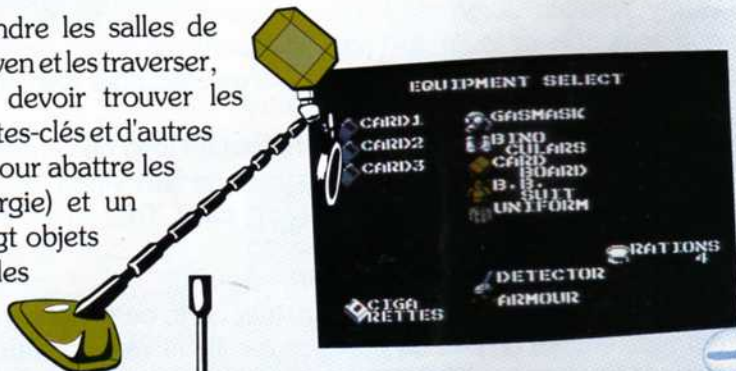 ndre les salles de
yen et les traverser,
devoir trouver les
tes-clés et d'autres
our abattre les
rgie) et un
gt objets
les
EQUIPMENT SELECT
CARD1
CARD2
CARD3
GASMASK
BINO
CULARS
CARD
BOARD
B.B.
SUIT
UNIFORM
RATIONS
4
DETECTOR
ARMOUR
CIGA
RETTES